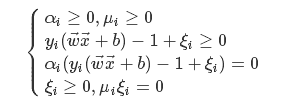 α_i ≥ 0, μ_i ≥ 0
y_i(w⃗x⃗ + b) − 1 + ξ_i ≥ 0
α_i(y_i(w⃗x⃗ + b) − 1 + ξ_i) = 0
ξ_i ≥ 0, μ_iξ_i = 0